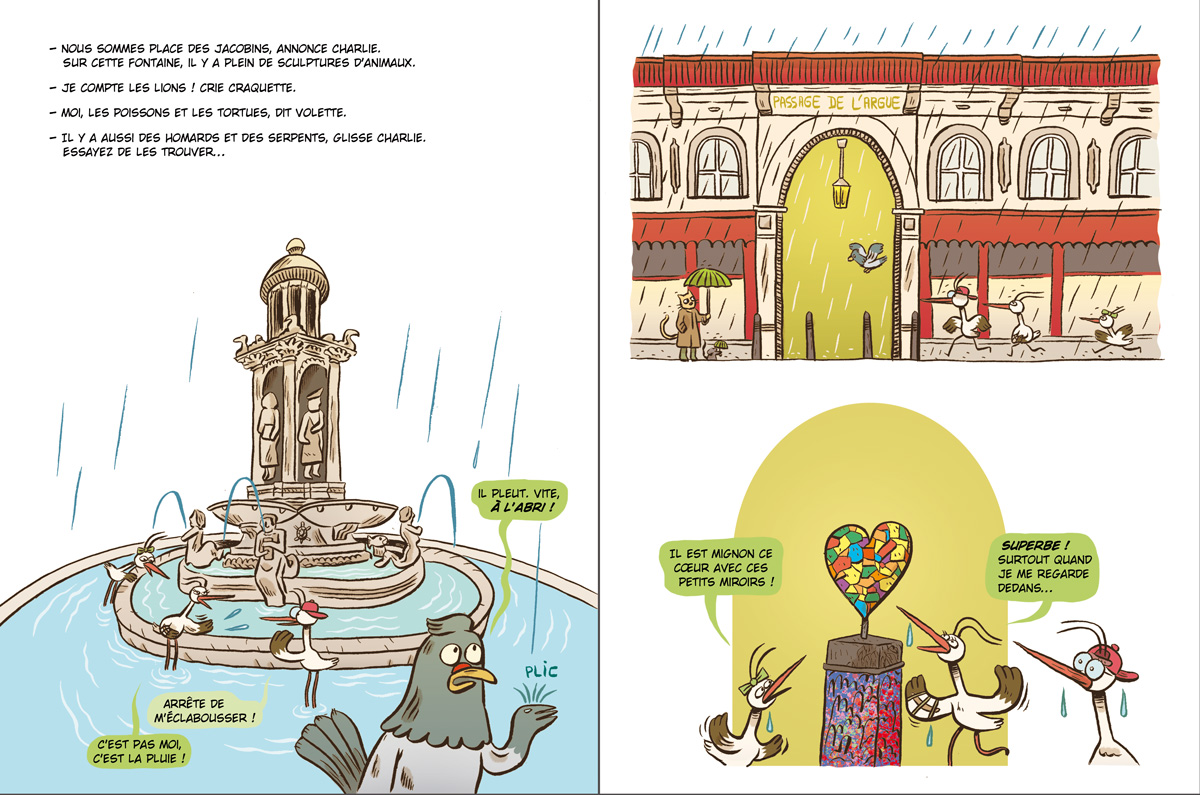 – NOUS SOMMES PLACE DES JACOBINS, ANNONCE CHARLIE.
SUR CETTE FONTAINE, IL Y A PLEIN DE SCULPTURES D'ANIMAUX.
– JE COMPTE LES LIONS ! CRIE CRAQUETTE.
– MOI, LES POISSONS ET LES TORTUES, DIT VOLETTE.
– IL Y A AUSSI DES HOMARDS ET DES SERPENTS, GLISSE CHARLIE.
ESSAYEZ DE LES TROUVER...
IL PLEUT. VITE,
À L'ABRI !
PLIC
ARRÊTE DE
M'ÉCLABOUSSER !
C'EST PAS MOI,
C'EST LA PLUIE !
PASSAGE DE L'ARGUE
IL EST MIGNON CE
CŒUR AVEC CES
PETITS MIROIRS !
SUPERBE !
SURTOUT QUAND
JE ME REGARDE
DEDANS...